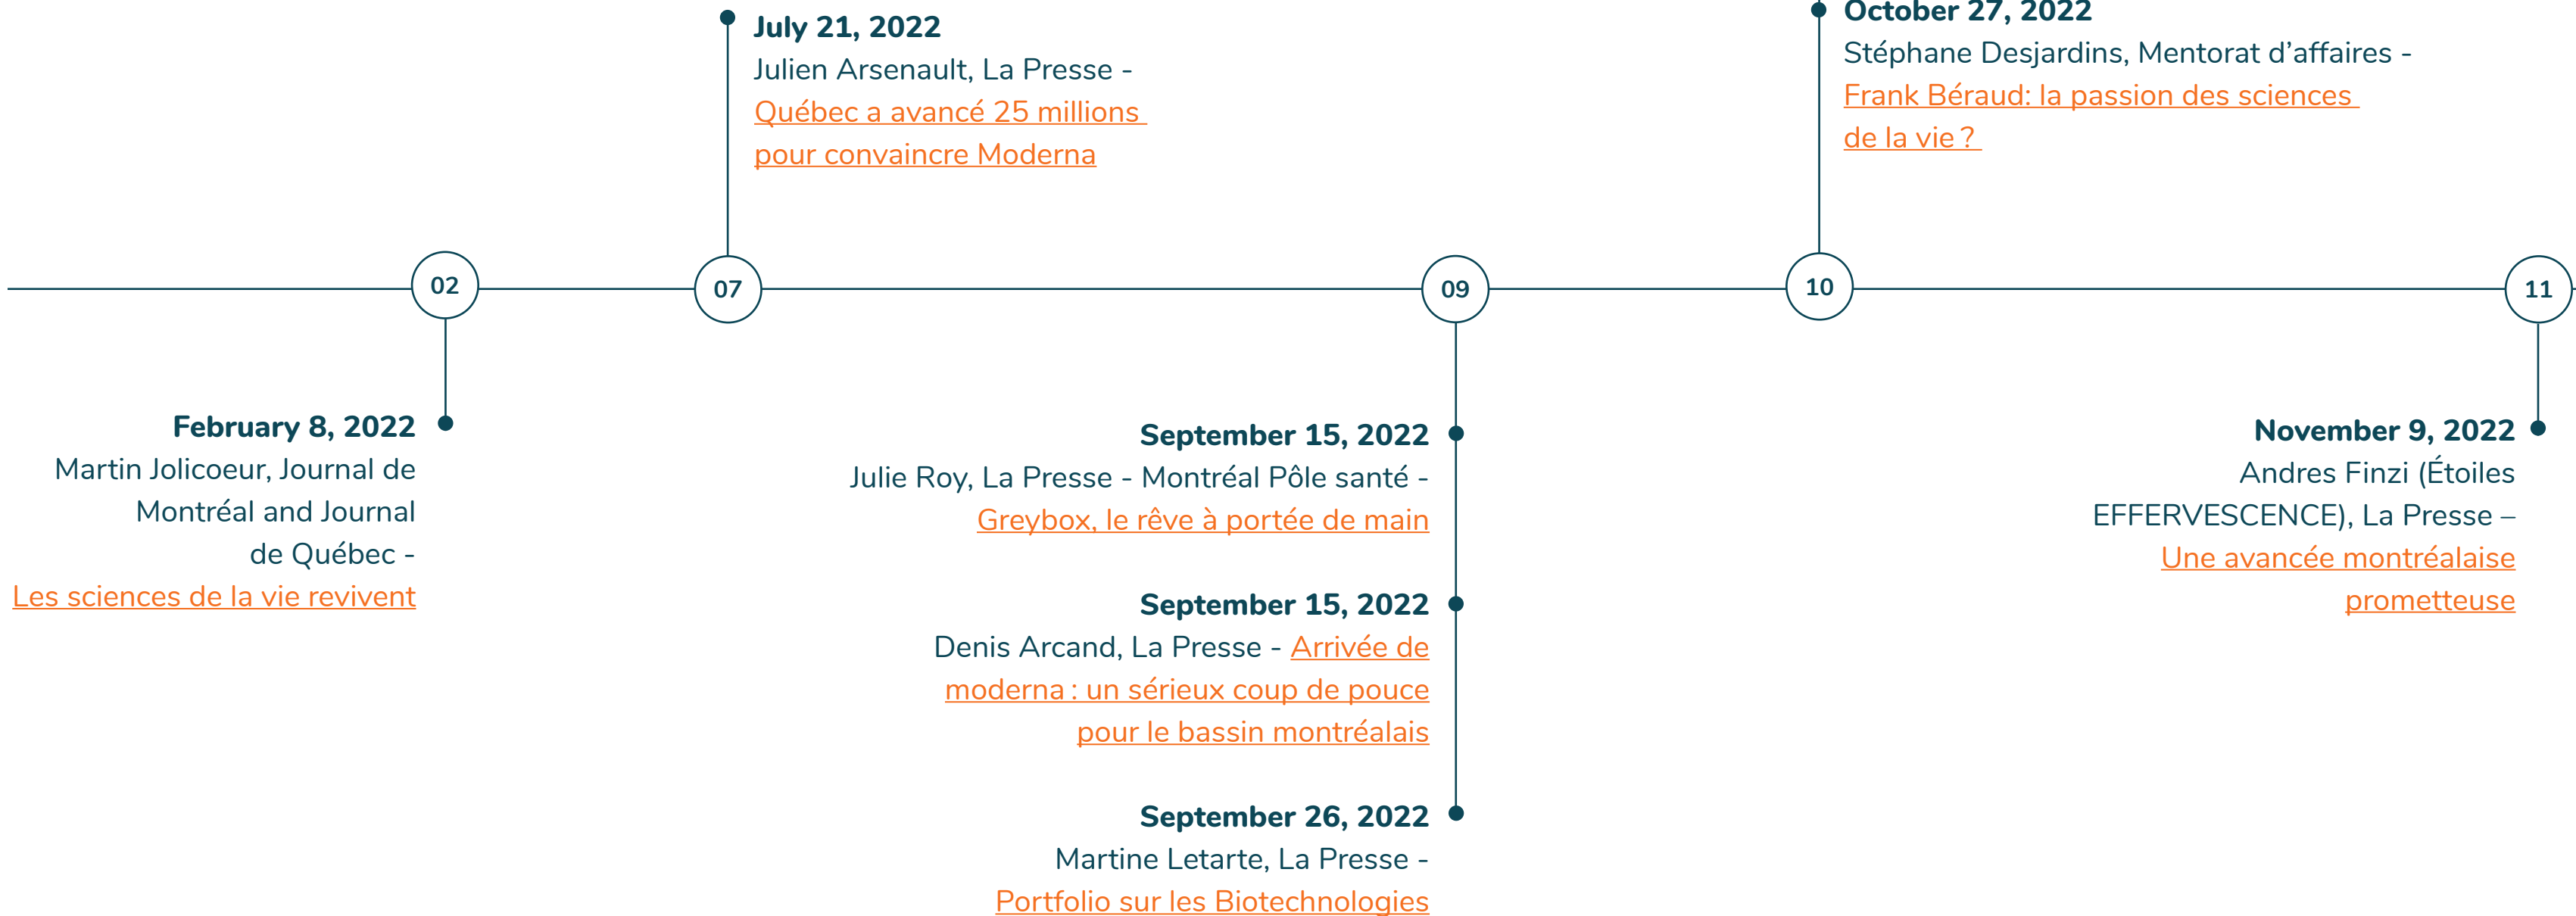 July 21, 2022
Julien Arsenault, La Presse -
Québec a avancé 25 millions
pour convaincre Moderna
October 27, 2022
Stéphane Desjardins, Mentorat d’affaires -
Frank Béraud: la passion des sciences
de la vie ?
02
07
09
10
11
February 8, 2022
Martin Jolicoeur, Journal de
Montréal and Journal
de Québec -
Les sciences de la vie revivent
September 15, 2022
Julie Roy, La Presse - Montréal Pôle santé -
Greybox, le rêve à portée de main
September 15, 2022
Denis Arcand, La Presse - Arrivée de
moderna : un sérieux coup de pouce
pour le bassin montréalais
September 26, 2022
Martine Letarte, La Presse -
Portfolio sur les Biotechnologies
November 9, 2022
Andres Finzi (Étoiles
EFFERVESCENCE), La Presse –
Une avancée montréalaise
prometteuse